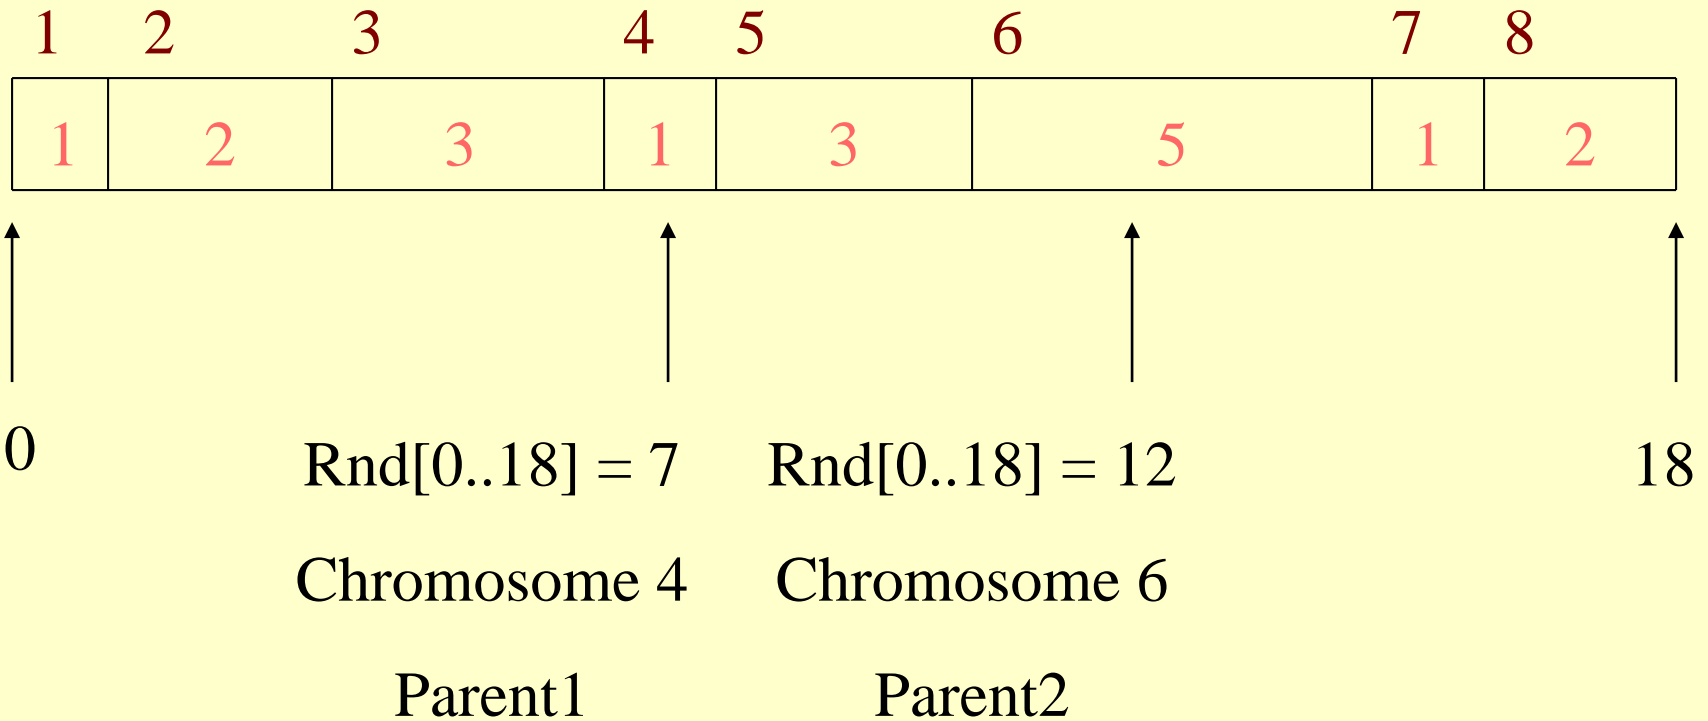 1 2 3 4 5 6 7 8
1 2 3 1 3 5 1 2
0 Rnd[0..18] = 7 Rnd[0..18] = 12 18
Chromosome 4 Chromosome 6
Parent1 Parent2